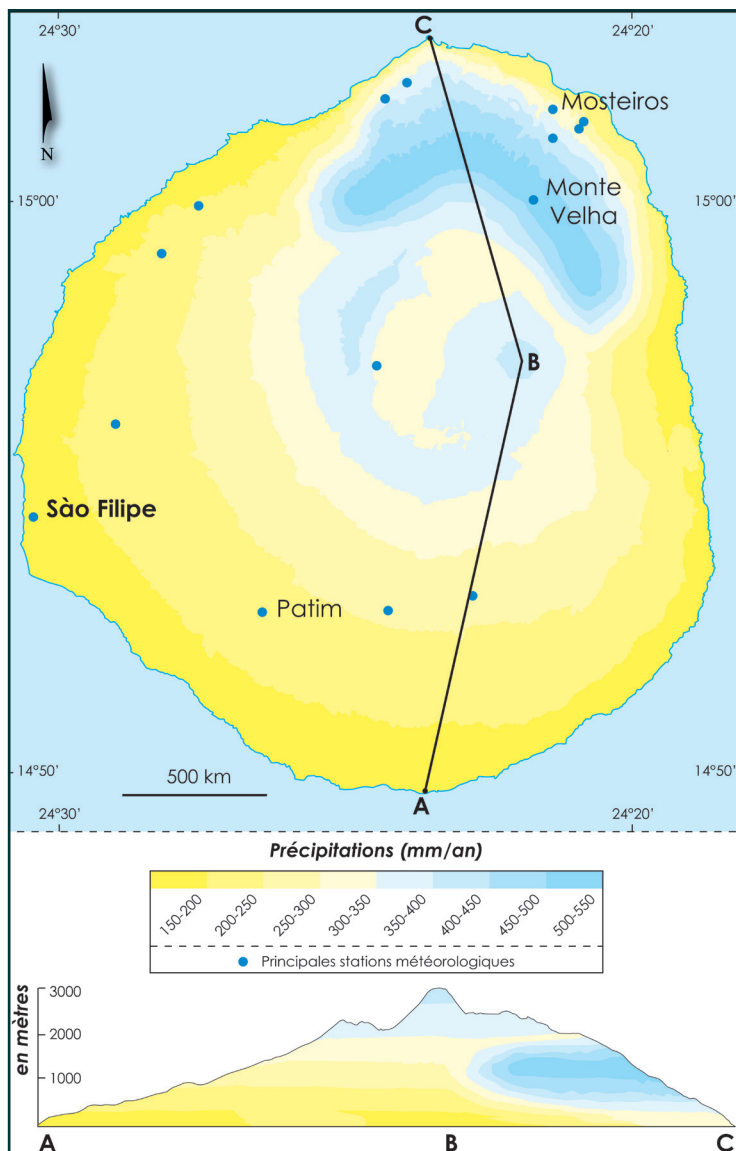 24°30'
C
24°20'
N
Mosteiros
15°00'
Monte
Velha
15°00'
B
Sào Filipe
Patim
14°50'
500 km
14°50'
24°30'
A
24°20'
Précipitations (mm/an)
150-200
200-250
250-300
300-350
350-400
400-450
450-500
500-550
Principales stations météorologiques
en mètres
3000
2000
1000
A
B
C